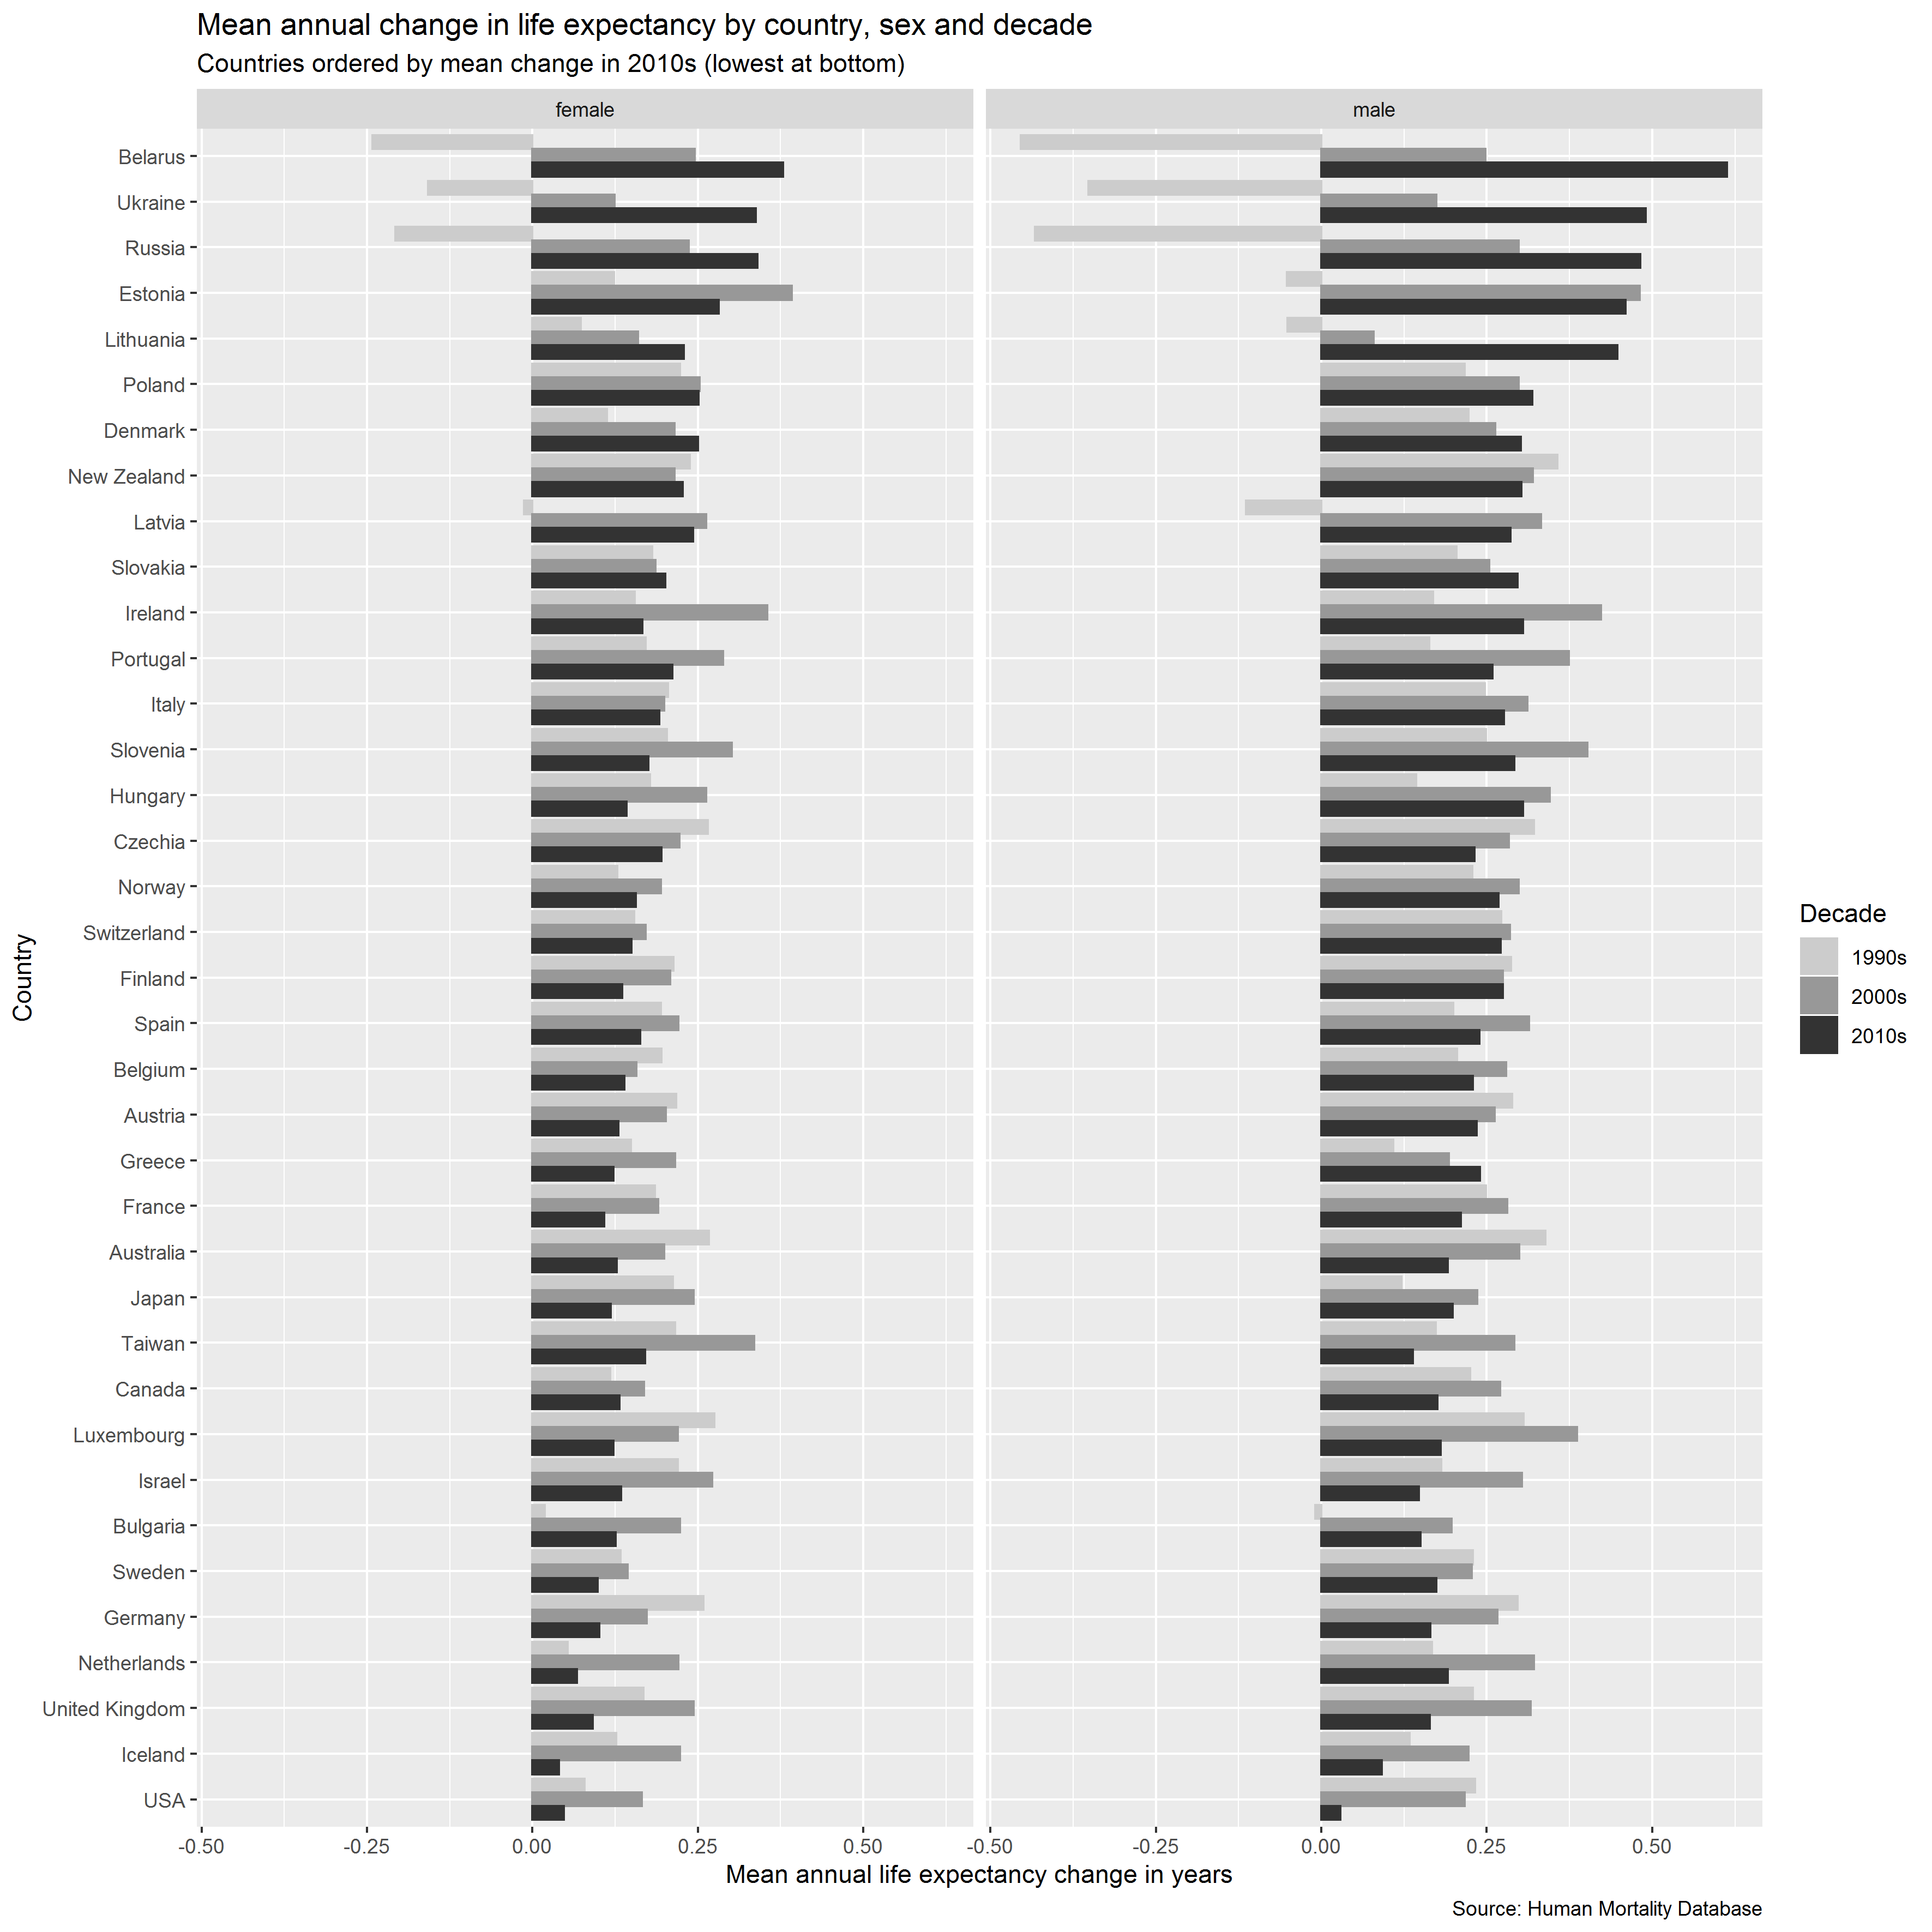 Mean annual change in life expectancy by country, sex and decade
Countries ordered by mean change in 2010s (lowest at bottom)
female
male
Belarus
Ukraine
Russia
Estonia
Lithuania
Poland
Denmark
New Zealand
Latvia
Slovakia
Ireland
Portugal
Italy
Slovenia
Hungary
Czechia
Norway
Switzerland
Finland
Spain
Belgium
Austria
Greece
France
Australia
Japan
Taiwan
Canada
Luxembourg
Israel
Bulgaria
Sweden
Germany
Netherlands
United Kingdom
Iceland
USA
Country
-0.50 -0.25 0.00 0.25 0.50
-0.50 -0.25 0.00 0.25 0.50
Mean annual life expectancy change in years
Decade
1990s
2000s
2010s
Source: Human Mortality Database